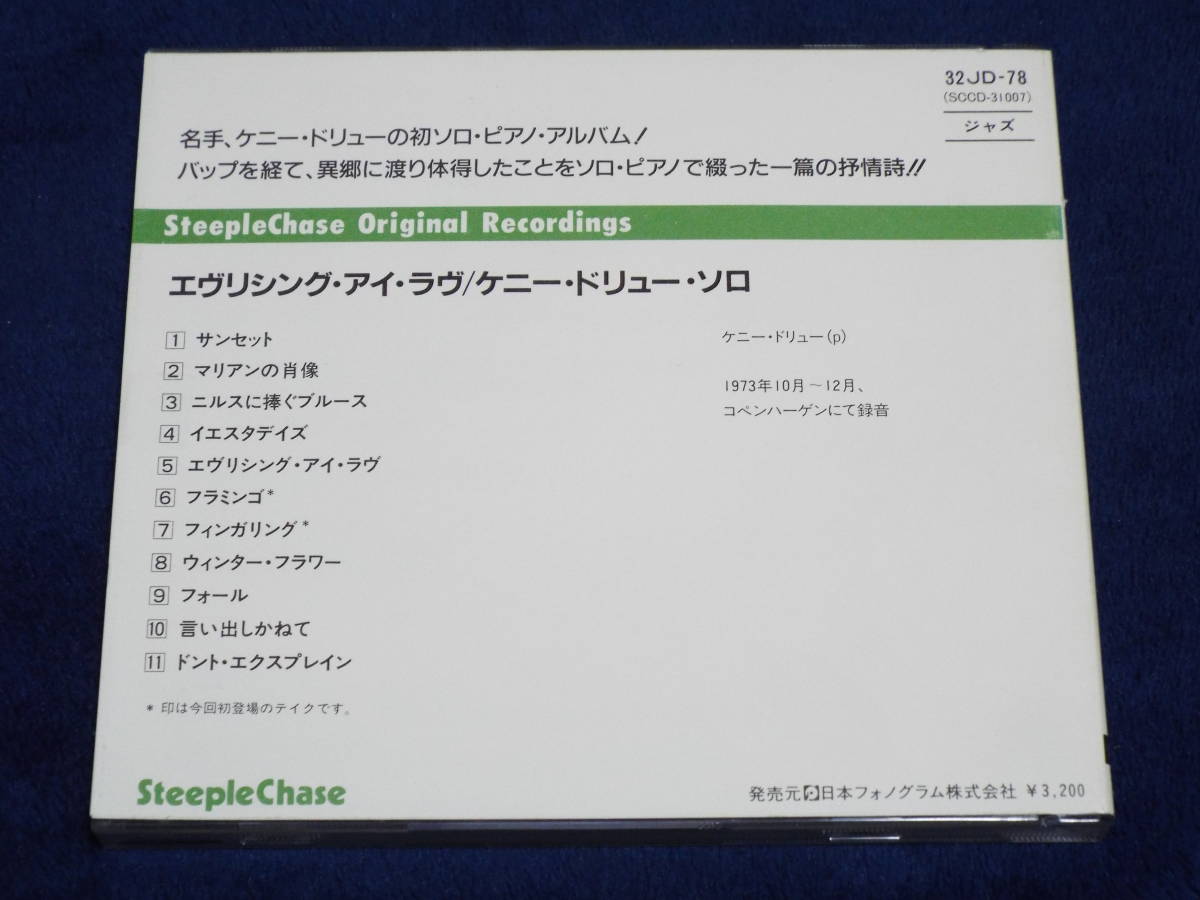 32JD-78
(SCCD-31007)
ジャズ
名手、ケニー・ドリューの初ソロ・ピアノ・アルバム!
バップを経て、異郷に渡り体得したことをソロ・ピアノで綴った一篇の抒情詩!!
SteepleChase Original Recordings
エヴリシング・アイ・ラヴ/ケニー・ドリュー・ソロ
1 サンセット
2 マリアンの肖像
3 ニルスに捧ぐブルース
4 イエスタデイズ
5 エヴリシング・アイ・ラヴ
6 フラミンゴ*
7 フィンガリング*
8 ウィンター・フラワー
9 フォール
10 言い出しかねて
11 ドント・エクスプレイン
* 印は今回初登場のテイクです。
ケニー・ドリュー(p)
1973年10月~12月、
コペンハーゲンにて録音
SteepleChase
発売元 日本フォノグラム株式会社 ¥3,200